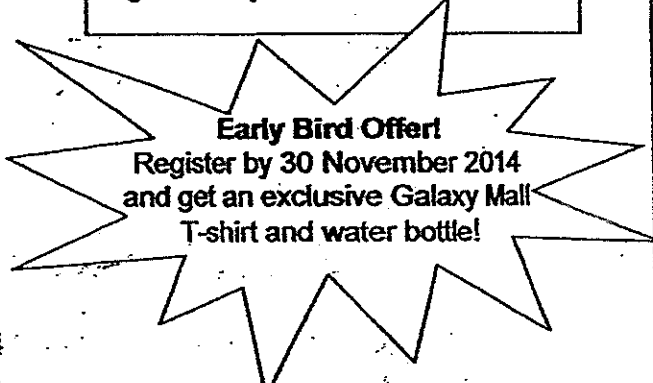 Early Bird Offer!
Register by 30 November 2014
and get an exclusive Galaxy Mall
T-shirt and water bottle!